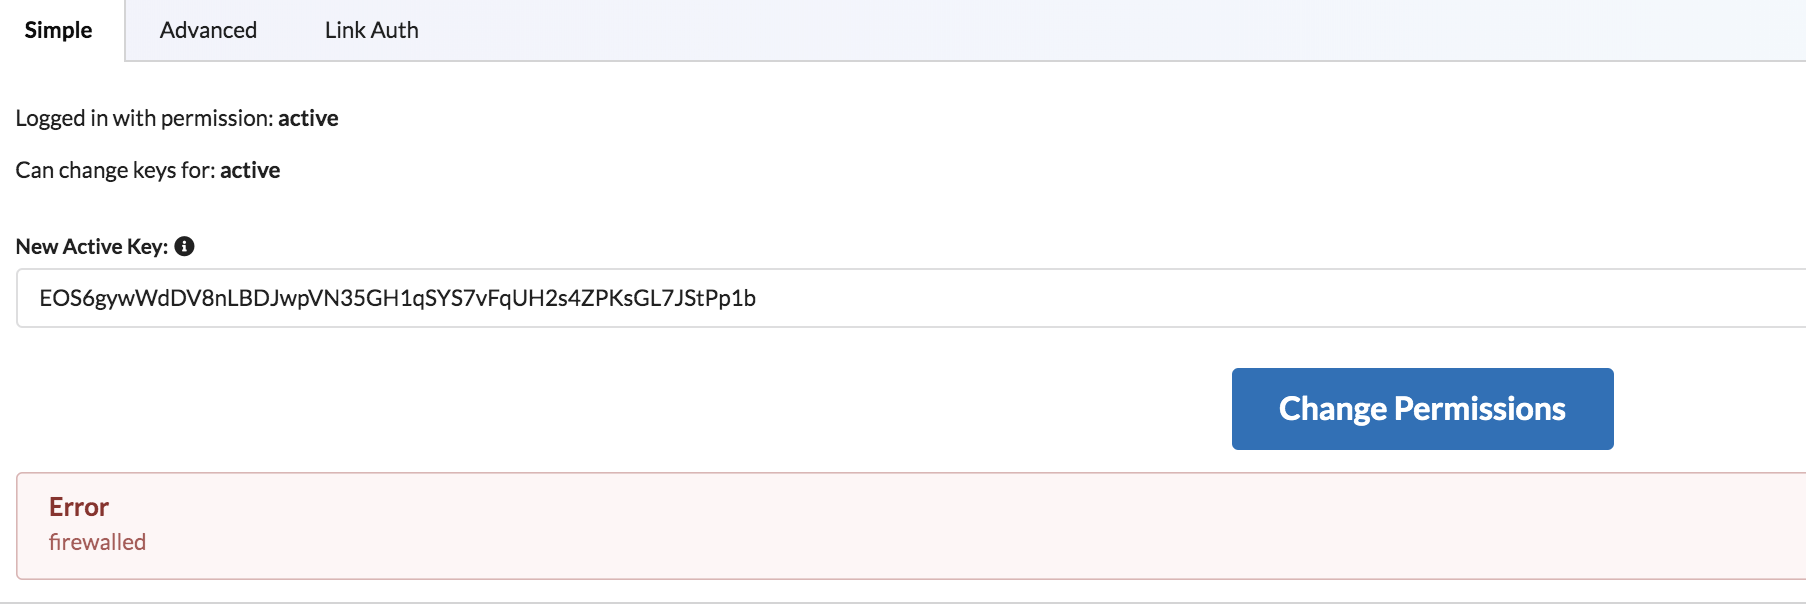 Simple Advanced Link Auth
Logged in with permission: active
Can change keys for: active
New Active Key:
EOS6gywWdDV8nLBDJwpVN35GH1qSYS7vFqUH2s4ZPKsGL7JStPp1b
Change Permissions
Error
firewalled